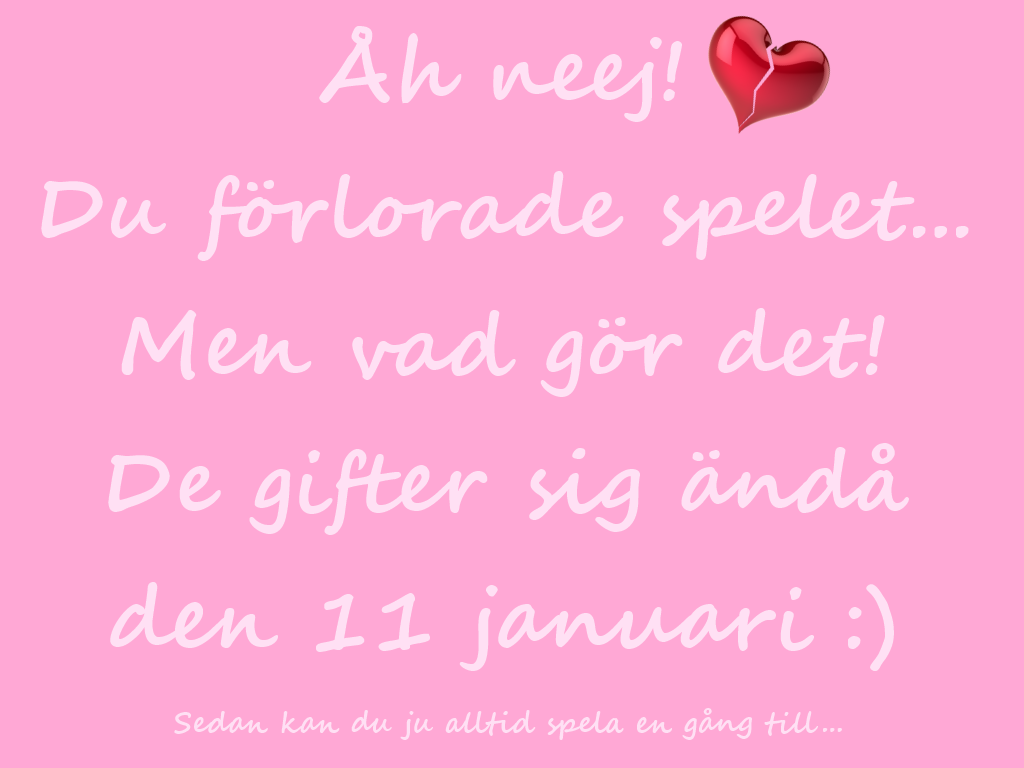 Åh neej!
Du förlorade spelet...
Men vad gör det!
De gifter sig ändå
den 11 januari :)
Sedan kan du ju alltid spela en gång till...